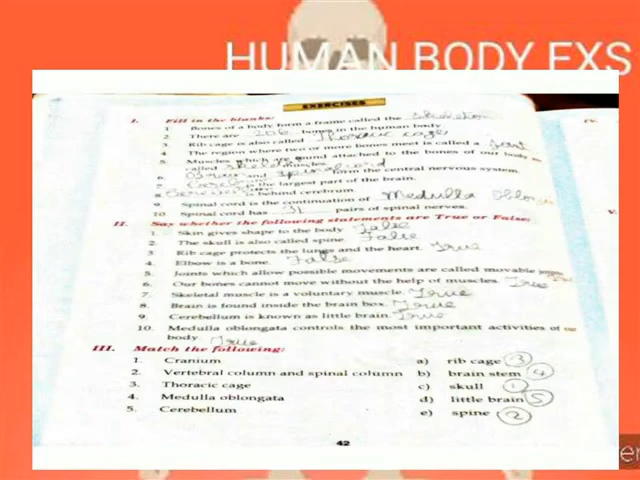 HUMAN BODY EXS
EXERCISES
I. Fill in the blanks:
1 Bones of a body form a frame called the Skeleton
2 There are 206 bones in the human body
3 Rib cage is also called Thoracic cage
4 The region where two or more bones meet is called a Joint
5 Muscles which are found attached to the bones of our body are
called skeletal muscles
6 Brain and spinal cord form the central nervous system
7 Cerebrum is the largest part of the brain.
8 Cerebellum is behind cerebrum.
9 Spinal cord is the continuation of Medulla
10 Spinal cord has 31 pairs of spinal nerves.
II. Say whether the following statements are True or False:
1. Skin gives shape to the body False
2. The skull is also called spine. False
3 Rib cage protects the lungs and the heart. True
4. Elbow is a bone. False
5 Joints which allow possible movements are called movable joints
6. Our bones cannot move without the help of muscles. True
7. Skeletal muscle is a voluntary muscle. True
8. Brain is found inside the brain box. True
9. Cerebellum is known as little brain. True
10. Medulla oblongata controls the most important activities of our
body. True
III. Match the following:
1. Cranium a) rib cage 3
2. Vertebral column and spinal column b) brain stem 4
3. Thoracic cage c) skull 1
4. Medulla oblongata d) little brain 5
5. Cerebellum e) spine 2
42
IV.
V.